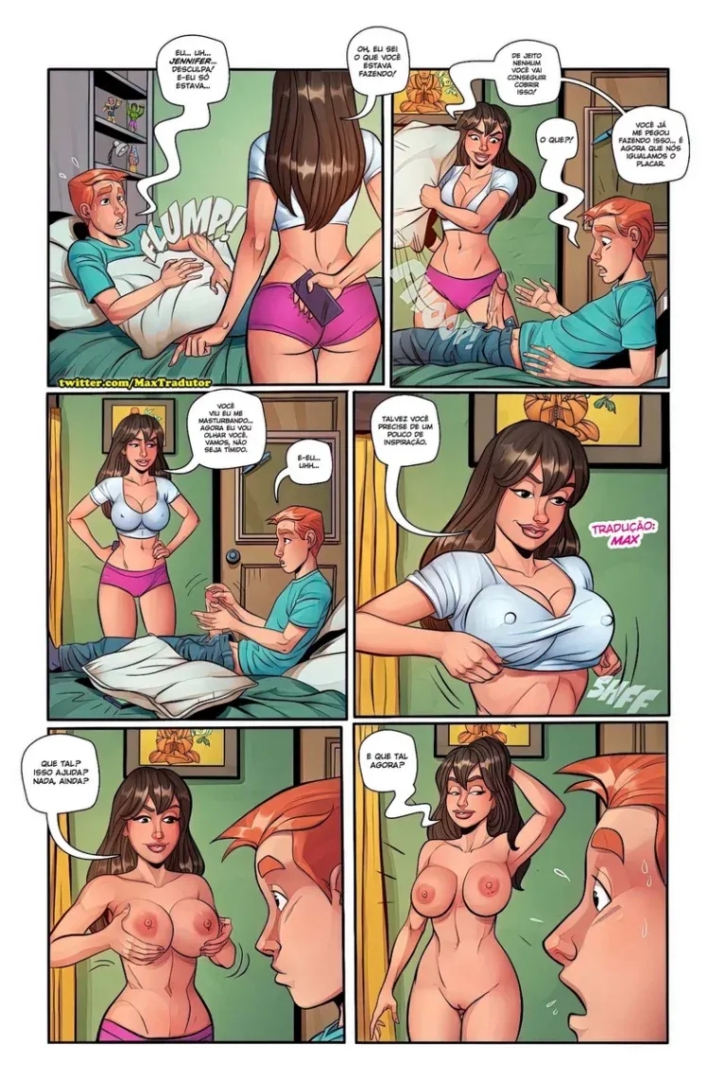 EU... UH...
JENNIFER...
DESCULPA!
E-EU SÓ
ESTAVA...
OH, EU SEI
O QUE VOCÊ
ESTAVA
FAZENDO!
FLUMP!
twitter.com/MaxTradutor
DE JEITO
NENHUM
VOCÊ VAI
CONSEGUIR
COBRIR
ISSO!
O QUE?!
VOCÊ JÁ
ME PEGOU
FAZENDO ISSO... É
AGORA QUE NÓS
IGUALAMOS O
PLACAR.
VOCÊ
VIU EU ME
MASTURBANDO...
AGORA EU VOU
OLHAR VOCÊ.
VAMOS, NÃO
SEJA TÍMIDO.
E-EU...
UHH...
TALVEZ VOCÊ
PRECISE DE UM
POUCO DE
INSPIRAÇÃO.
TRADUÇÃO:
MAX
SHFF
QUE TAL?
ISSO AJUDA?
NADA, AINDA?
E QUE TAL
AGORA?